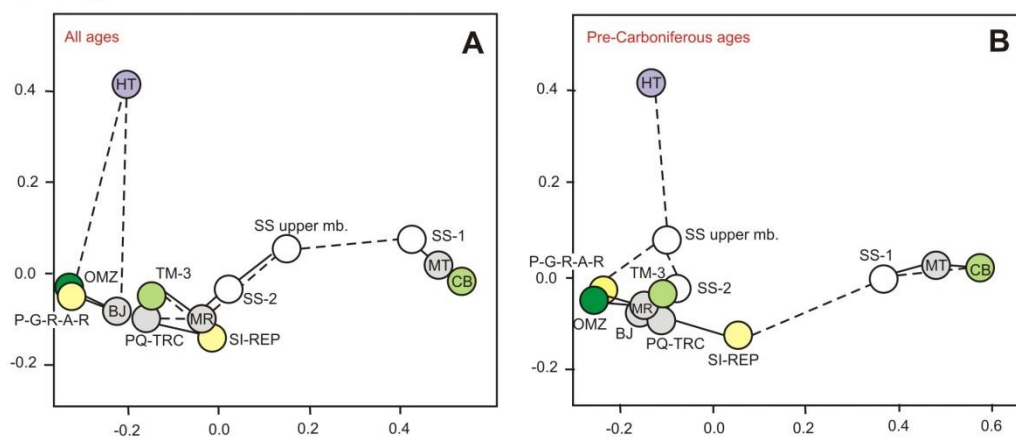 All ages
A
HT
0.4
0.2
0.0
-0.2
SS upper mb.
SS-1
MT
CB
OMZ
TM-3
SS-2
P-G-R-A-R
BJ
PQ-TRC
MR
SI-REP
-0.2
0.0
0.2
0.4
Pre-Carboniferous ages
B
HT
0.4
0.2
0.0
-0.2
SS upper mb.
P-G-R-A-R
TM-3
SS-2
SS-1
MT
CB
OMZ
MR
BJ
PQ-TRC
SI-REP
-0.2
0.0
0.2
0.4
0.6